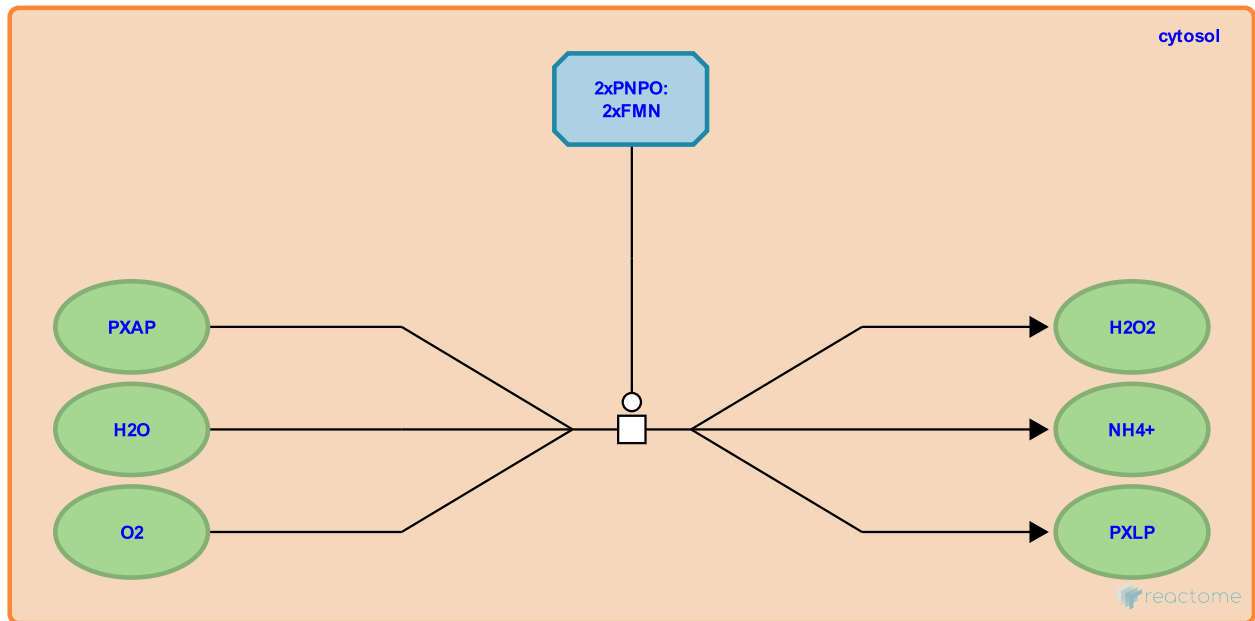 cytosol
2xPNPO:
2xFMN
PXAP
H2O2
H2O
NH4+
O2
PXLP
reactome